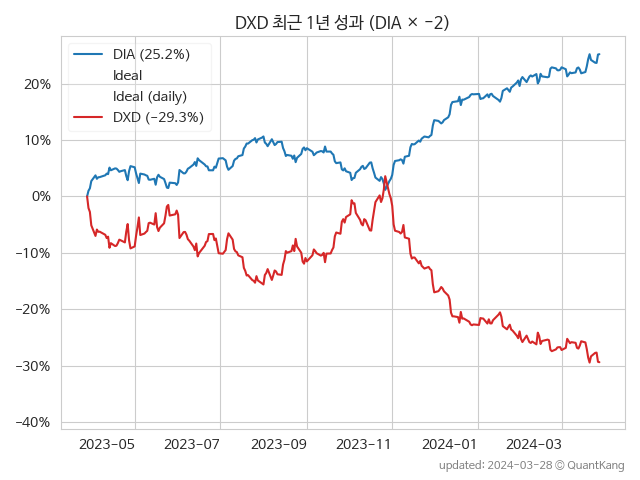 DXD 최근 1년 성과 (DIA × −2)
DIA (25.2%)
Ideal
Ideal (daily)
DXD (−29.3%)
20%
10%
0%
−10%
−20%
−30%
−40%
2023−05
2023−07
2023−09
2023−11
2024−01
2024−03
updated: 2024-03-28 © QuantKang